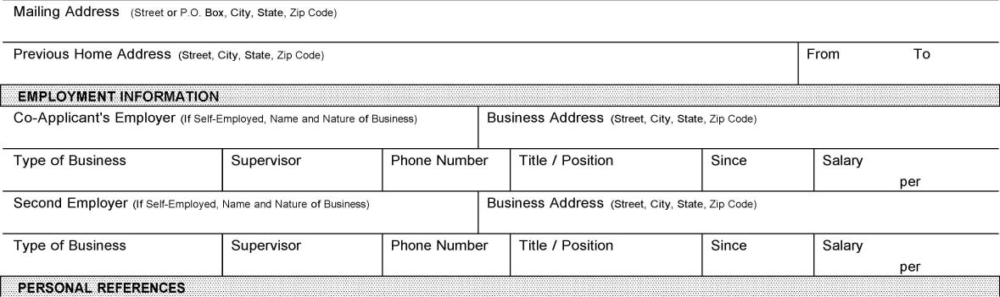 Mailing Address (Street or P.O. Box, City, State, Zip Code)
Previous Home Address (Street, City, State, Zip Code) From To
EMPLOYMENT INFORMATION
Co-Applicant's Employer (If Self-Employed, Name and Nature of Business) Business Address (Street, City, State, Zip Code)
Type of Business Supervisor Phone Number Title / Position Since Salary
per
Second Employer (If Self-Employed, Name and Nature of Business) Business Address (Street, City, State, Zip Code)
Type of Business Supervisor Phone Number Title / Position Since Salary
per
PERSONAL REFERENCES